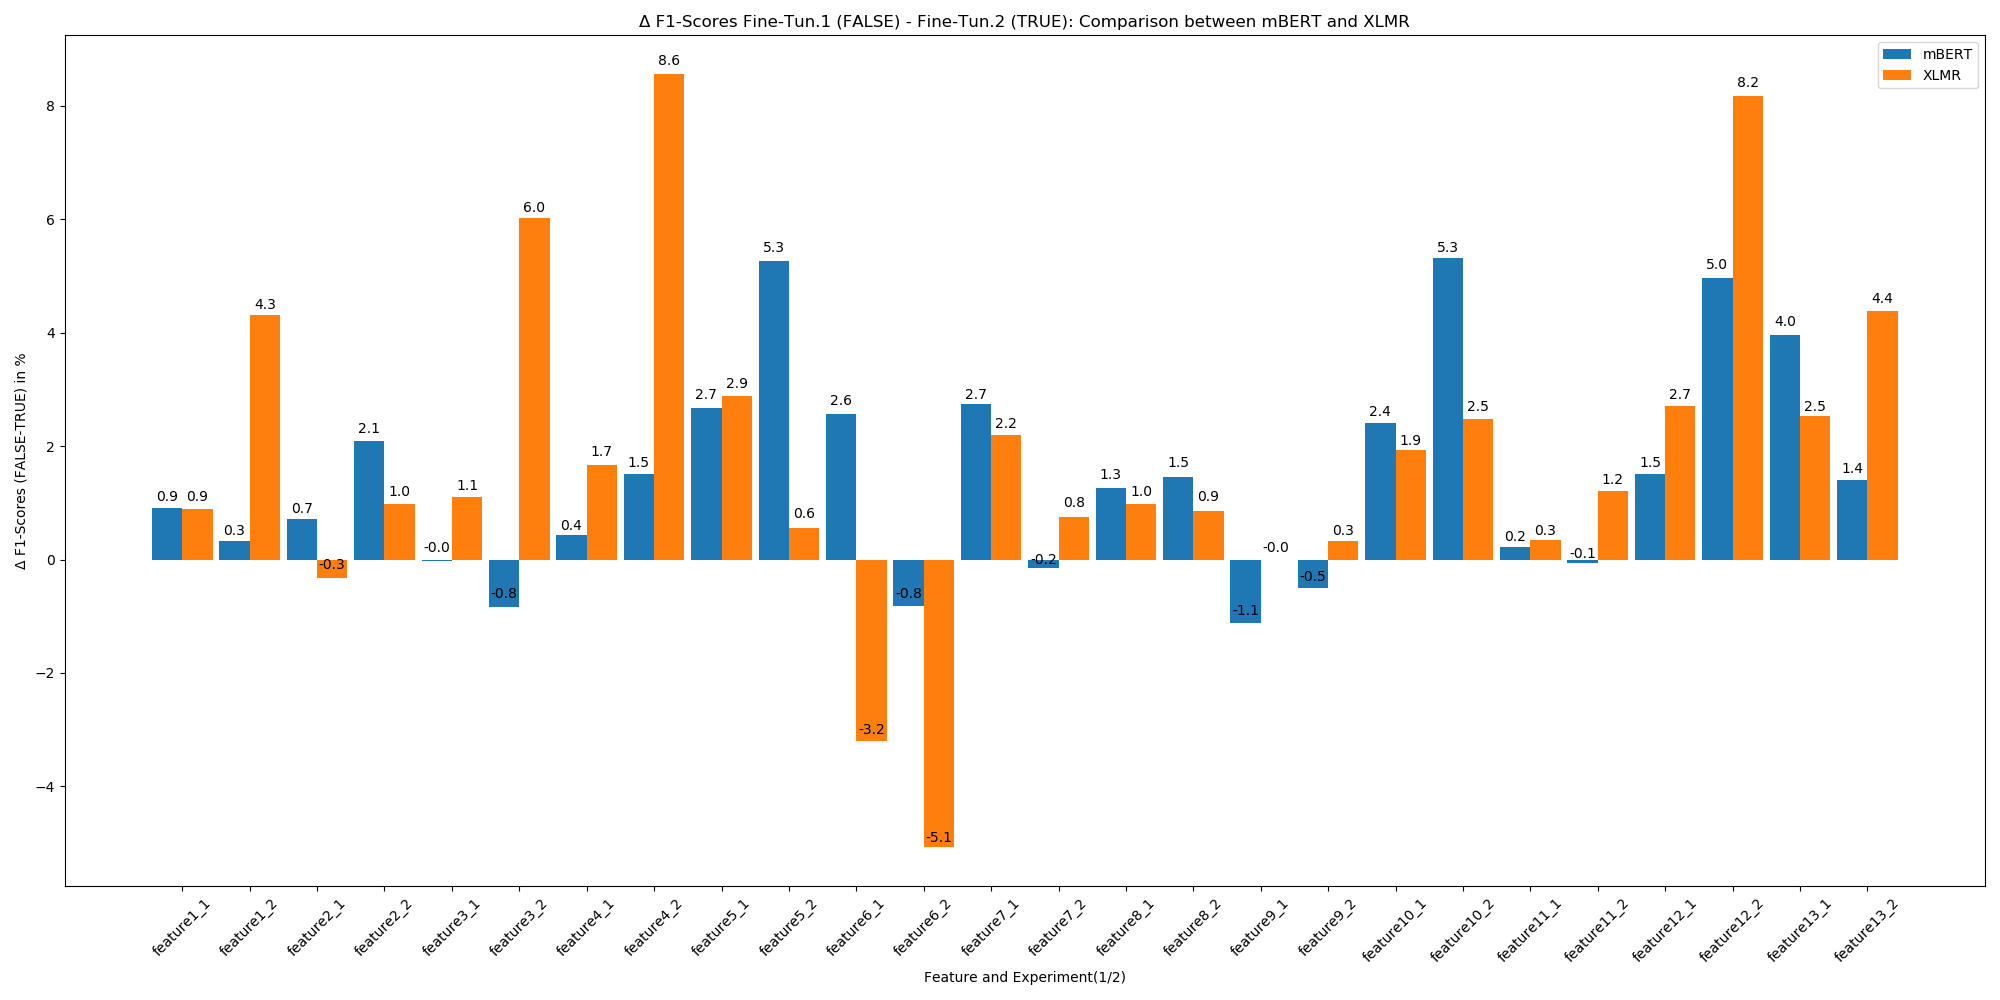 Δ F1-Scores Fine-Tun.1 (FALSE) - Fine-Tun.2 (TRUE): Comparison between mBERT and XLMR
mBERT
XLMR
Δ F1-Scores (FALSE-TRUE) in %
8
6
4
2
0
−2
−4
0.9 0.9
0.3 4.3
0.7 -0.3
2.1 1.0
-0.0 1.1
-0.8 6.0
0.4 1.7
1.5 8.6
2.7 2.9
5.3 0.6
2.6 -3.2
-0.8 -5.1
2.7 2.2
-0.2 0.8
1.3 1.0
1.5 0.9
-1.1 -0.0
-0.5 0.3
2.4 1.9
5.3 2.5
0.2 0.3
-0.1 1.2
1.5 2.7
5.0 8.2
4.0 2.5
1.4 4.4
feature1_1
feature1_2
feature2_1
feature2_2
feature3_1
feature3_2
feature4_1
feature4_2
feature5_1
feature5_2
feature6_1
feature6_2
feature7_1
feature7_2
feature8_1
feature8_2
feature9_1
feature9_2
feature10_1
feature10_2
feature11_1
feature11_2
feature12_1
feature12_2
feature13_1
feature13_2
Feature and Experiment(1/2)